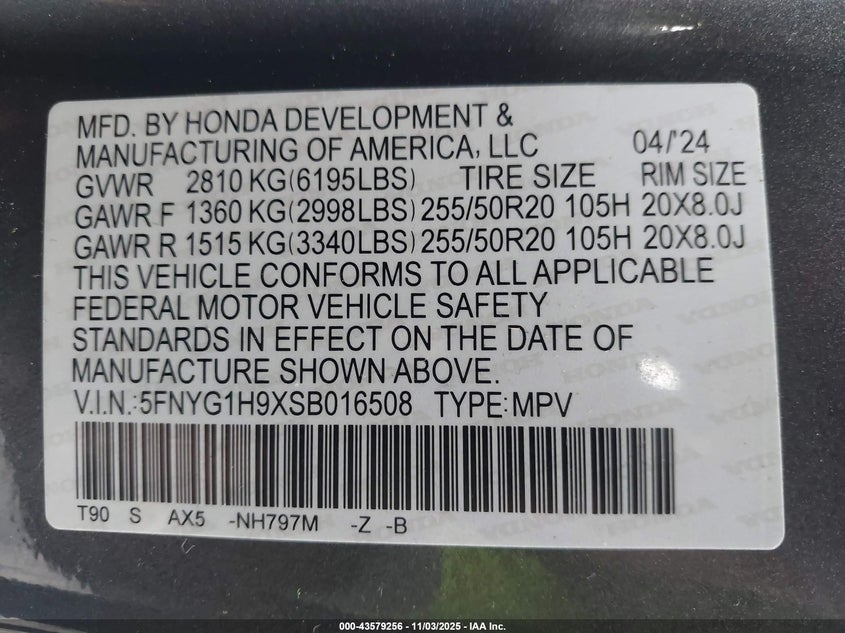 MFD. BY HONDA DEVELOPMENT &
MANUFACTURING OF AMERICA, LLC 04/'24
GVWR 2810 KG(6195LBS) TIRE SIZE RIM SIZE
GAWR F 1360 KG(2998LBS) 255/50R20 105H 20X8.0J
GAWR R 1515 KG(3340LBS) 255/50R20 105H 20X8.0J
THIS VEHICLE CONFORMS TO ALL APPLICABLE
FEDERAL MOTOR VEHICLE SAFETY
STANDARDS IN EFFECT ON THE DATE OF
MANUFACTURE SHOWN ABOVE.
V.I.N.:5FNYG1H9XSB016508 TYPE:MPV
T90 S AX5 -NH797M -Z -B
000-43579256 - 11/03/2025 - IAA Inc.